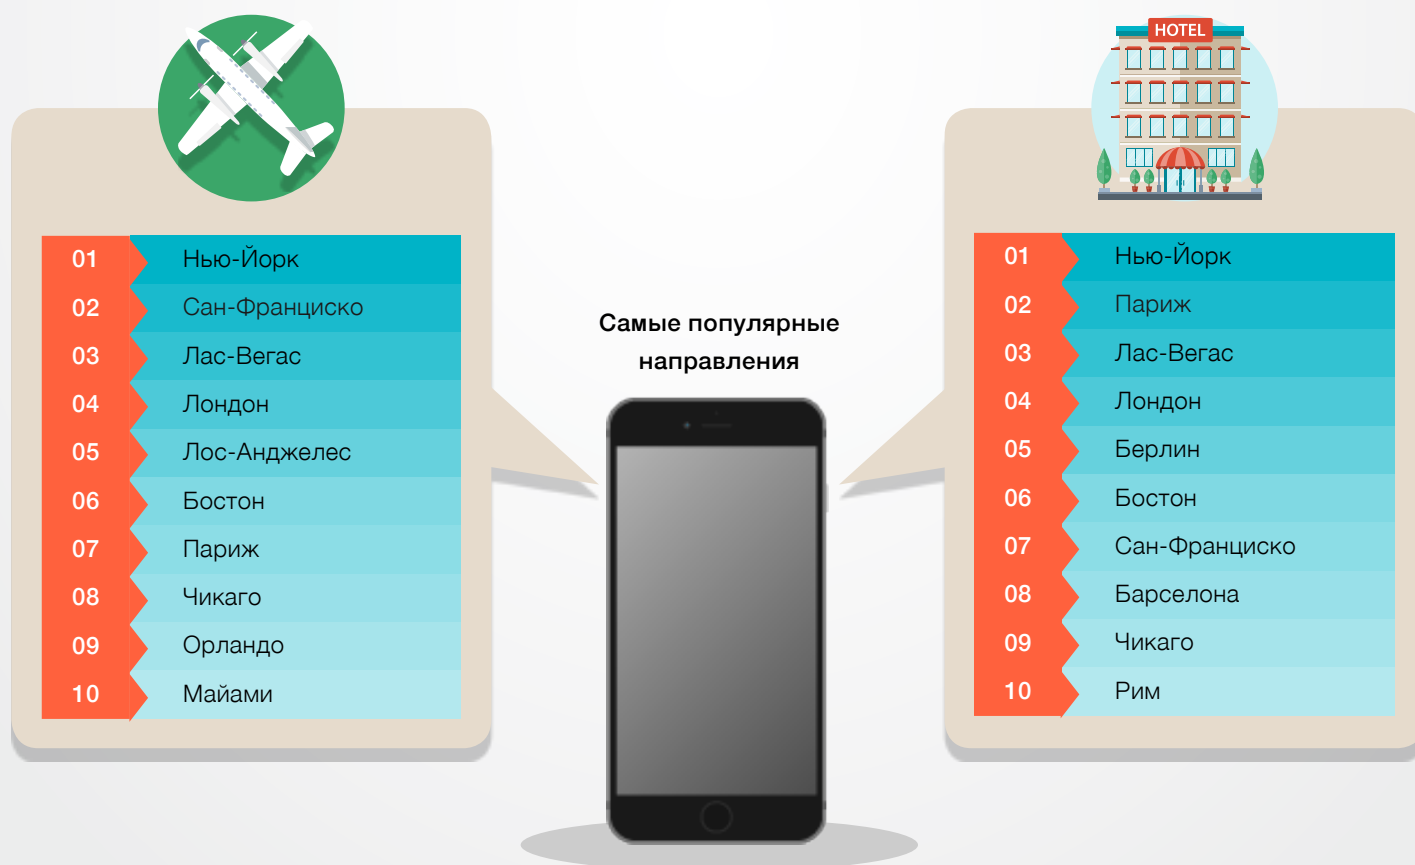 HOTEL
01 Нью-Йорк
02 Сан-Франциско
03 Лас-Вегас
04 Лондон
05 Лос-Анджелес
06 Бостон
07 Париж
08 Чикаго
09 Орландо
10 Майами
Самые популярные
направления
01 Нью-Йорк
02 Париж
03 Лас-Вегас
04 Лондон
05 Берлин
06 Бостон
07 Сан-Франциско
08 Барселона
09 Чикаго
10 Рим